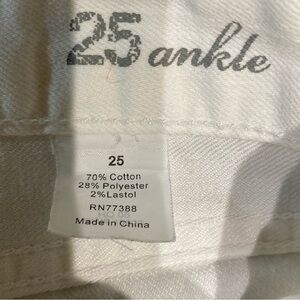 25 ankle
25
70% Cotton
28% Polyester
2%Lastol
RN77388
Made in China